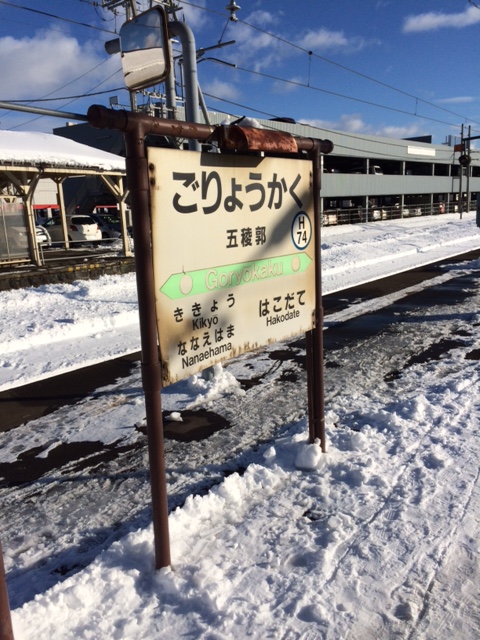 ごりょうかく
五稜郭
H
74
Goryōkaku
ききょう
Kikyo
ななえはま
Nanaehama
はこだて
Hakodate